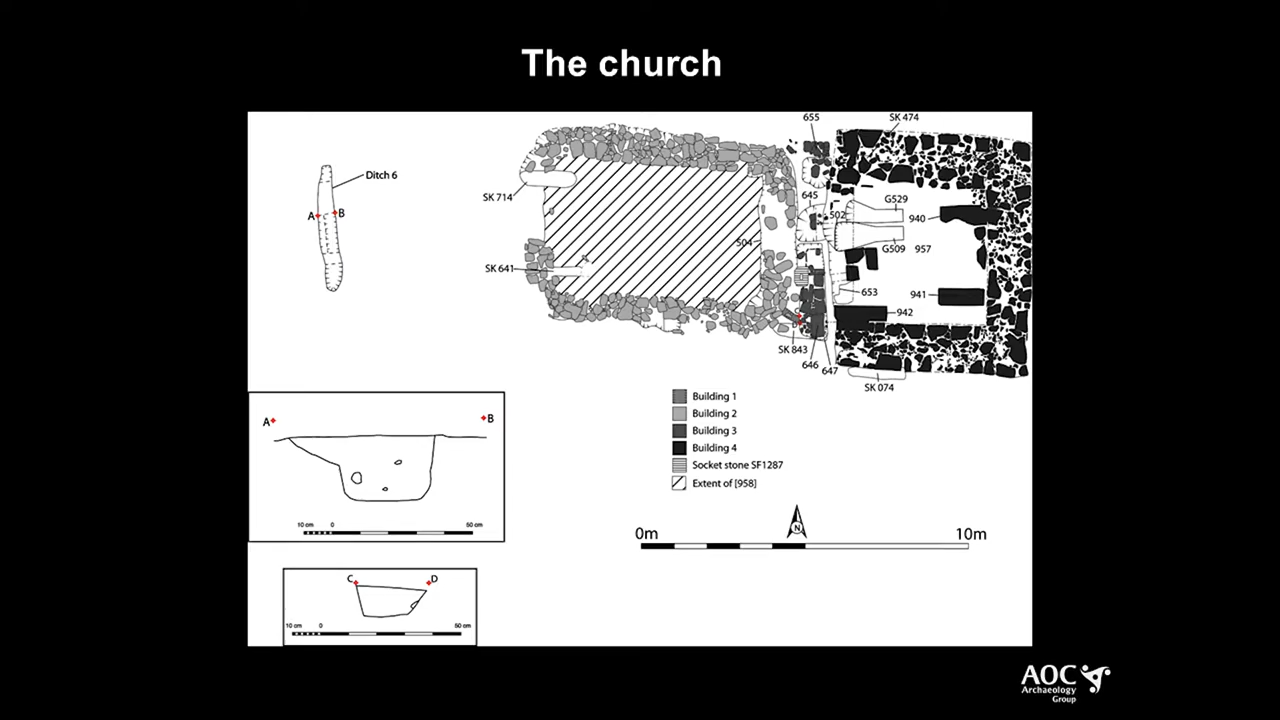 The church
655
SK 474
Ditch 6
A
B
SK 714
645
G529
502
940
504
G509
957
SK 641
653
941
942
SK 843
646
647
SK 074
Building 1
Building 2
Building 3
Building 4
Socket stone SF1287
Extent of [958]
A
B
10 cm 0 50 cm
N
0m 10m
C
D
10 cm 0 50 cm
AOC
Archaeology
Group